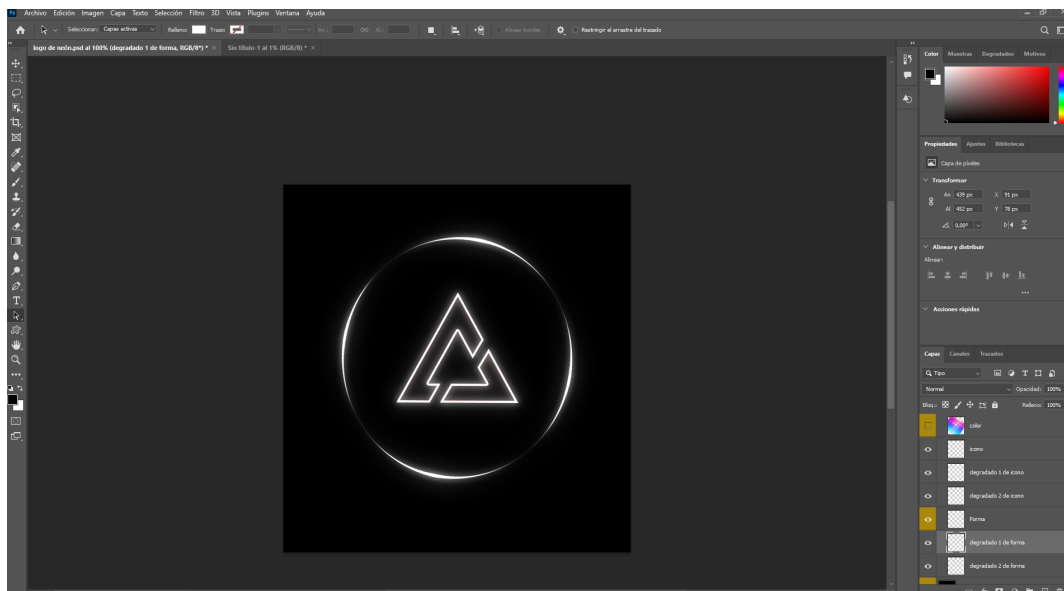 Ps Archivo Edición Imagen Capa Texto Selección Filtro 3D Vista Plugins Ventana Ayuda
Seleccionar: Capas activas Relleno: Trazo: An.: Al.: Alinear bordes Restringir el arrastre del trazado
logo de neón.psd al 100% (degradado 1 de forma, RGB/8*) * × Sin título-1 al 1% (RGB/8) * ×
Color Muestras Degradados Motivos
Propiedades Ajustes Bibliotecas
Capa de píxeles
Transformar
An 439 px X 91 px
Al 452 px Y 78 px
0,00°
Alinear y distribuir
Alinear:
Acciones rápidas
Capas Canales Trazados
Tipo
Normal Opacidad: 100%
Bloq.: Relleno: 100%
color
icono
degradado 1 de icono
degradado 2 de icono
Forma
degradado 1 de forma
degradado 2 de forma